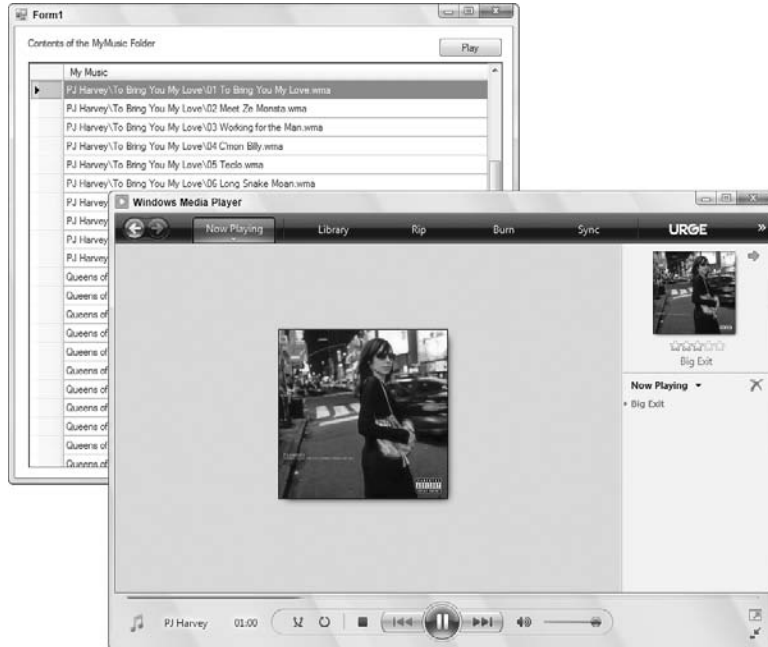 Form1
Contents of the MyMusic Folder
Play
My Music
PJ Harvey\To Bring You My Love\01 To Bring You My Love.wma
PJ Harvey\To Bring You My Love\02 Meet Ze Monsta.wma
PJ Harvey\To Bring You My Love\03 Working for the Man.wma
PJ Harvey\To Bring You My Love\04 C'mon Billy.wma
PJ Harvey\To Bring You My Love\05 Teclo.wma
PJ Harvey\To Bring You My Love\06 Long Snake Moan.wma
PJ Harvey
PJ Harvey
PJ Harvey
PJ Harvey
Queens of
Queens of
Queens of
Queens of
Queens of
Queens of
Queens of
Queens of
Queens of
Queens of
Queens of
Windows Media Player
Now Playing
Library
Rip
Burn
Sync
URGE
Big Exit
Now Playing
Big Exit
PJ Harvey
01:00